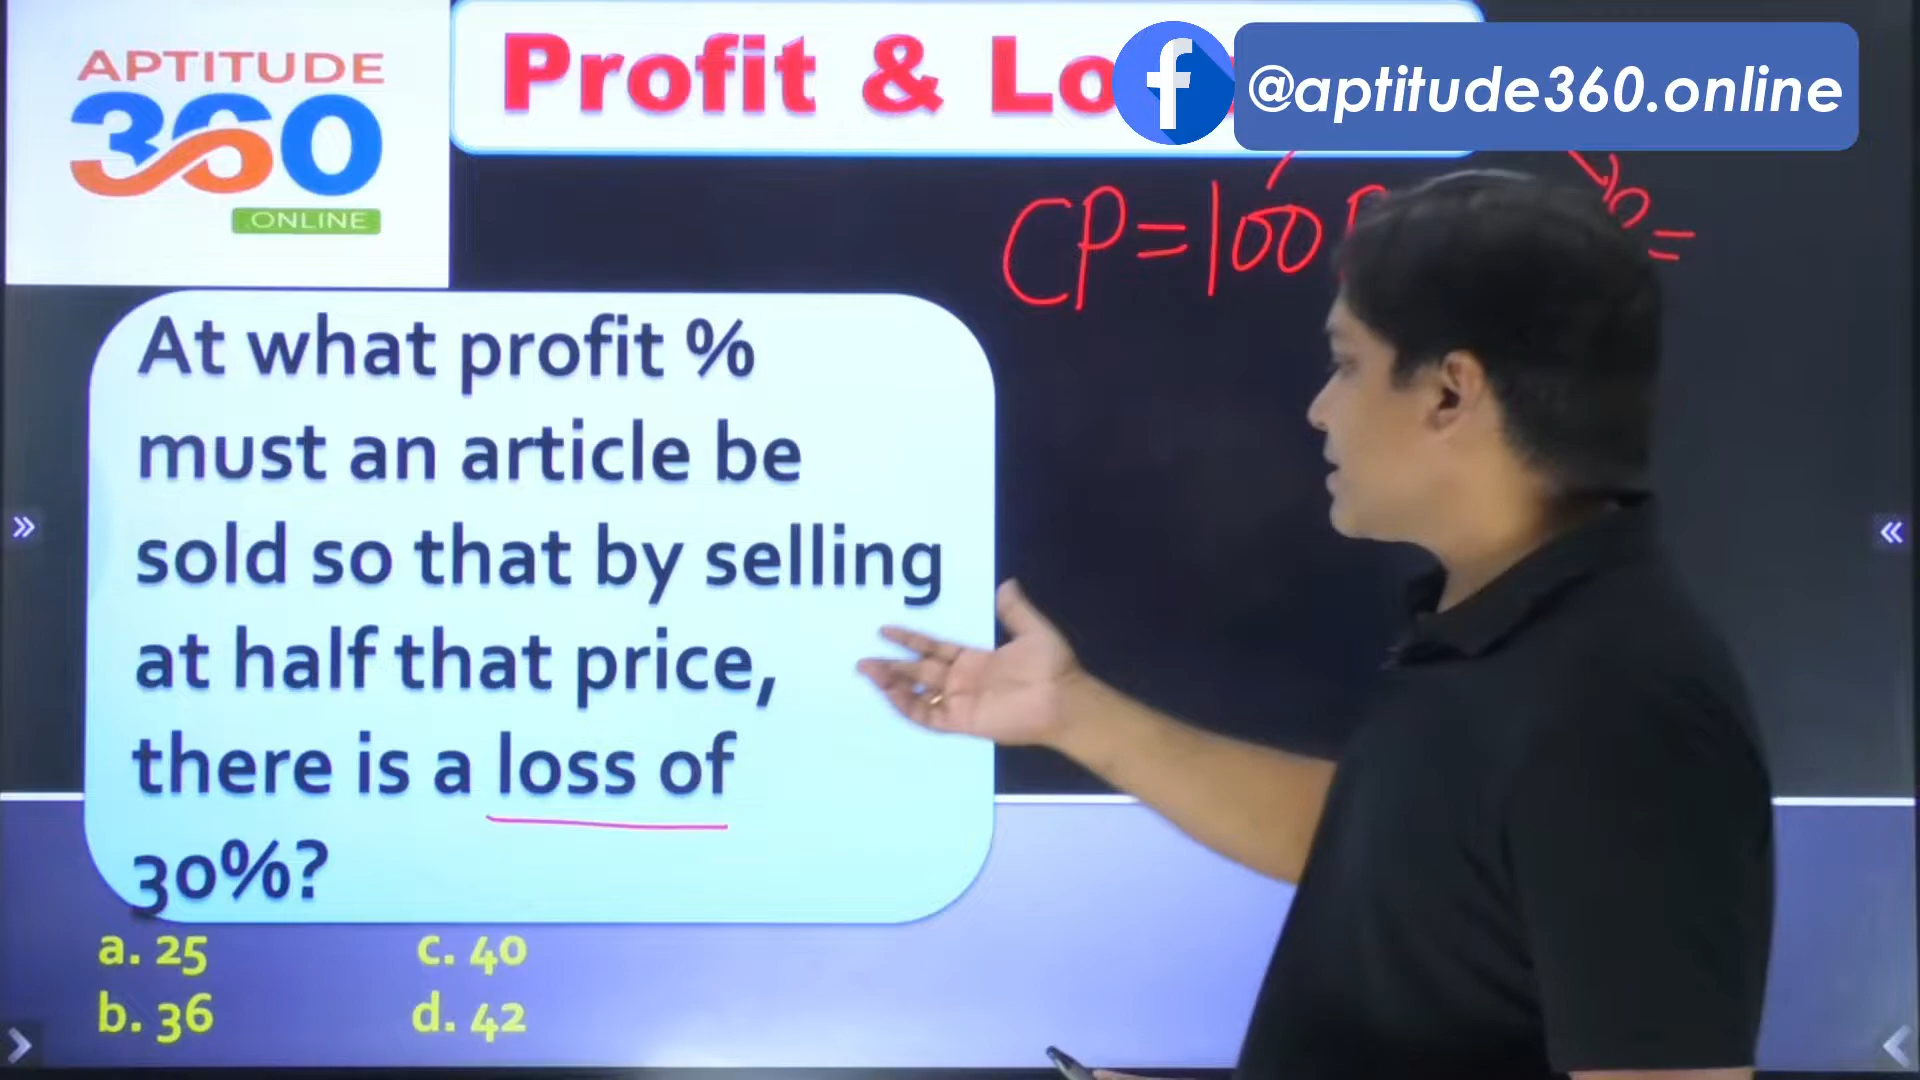 APTITUDE
360
ONLINE
Profit & Lo
@aptitude360.online
CP=100
=
At what profit %
must an article be
sold so that by selling
at half that price,
there is a loss of
30%?
a. 25
c. 40
b. 36
d. 42